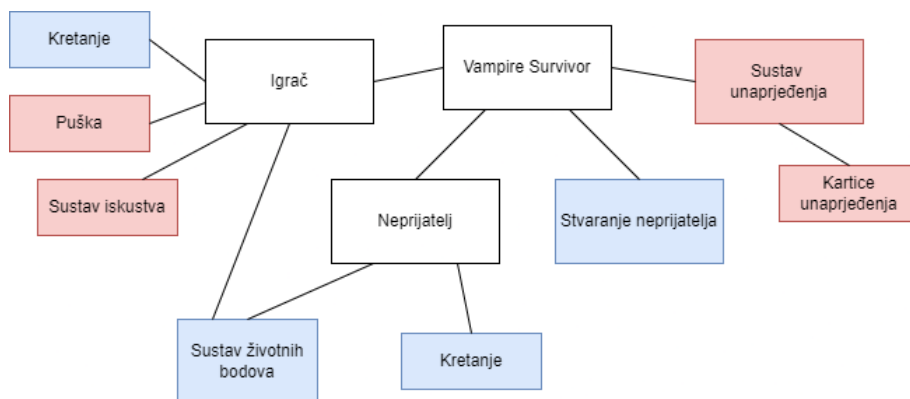 Kretanje
Igrač
Vampire Survivor
Sustav
unaprjeđenja
Puška
Sustav iskustva
Neprijatelj
Stvaranje neprijatelja
Kartice
unaprjeđenja
Sustav životnih
bodova
Kretanje